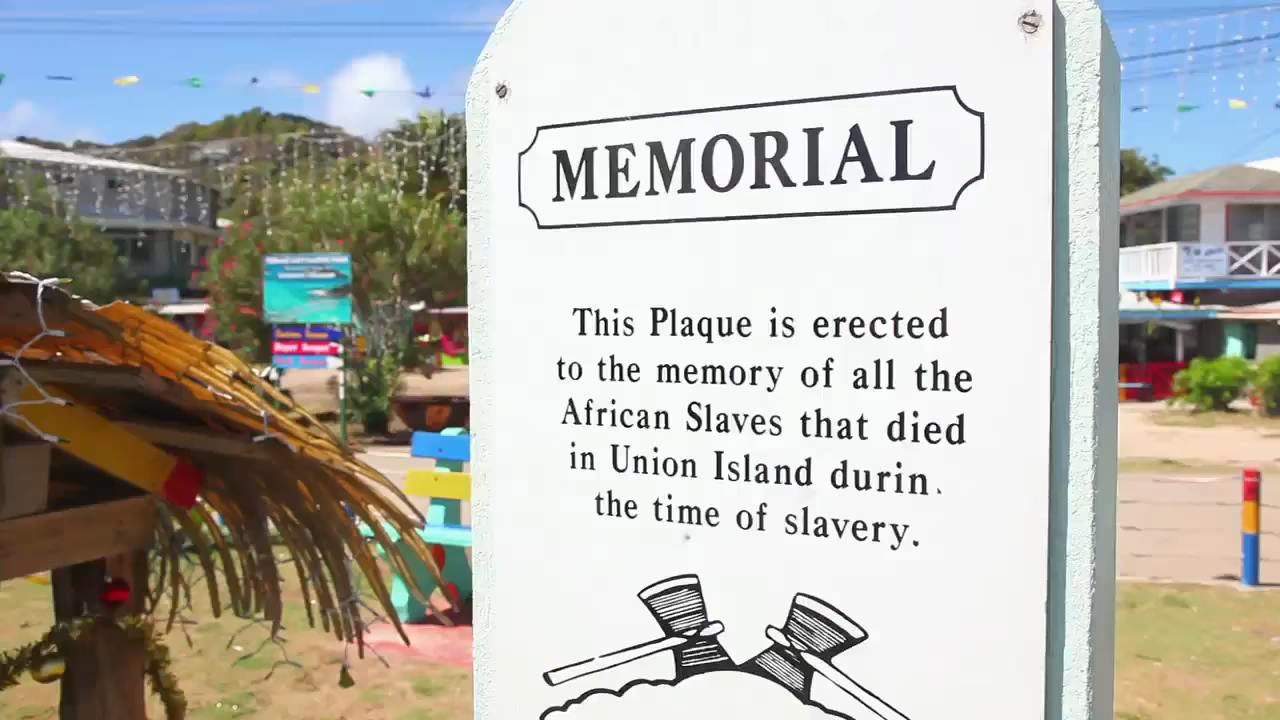 MEMORIAL
This Plaque is erected
to the memory of all the
African Slaves that died
in Union Island durin.
the time of slavery.